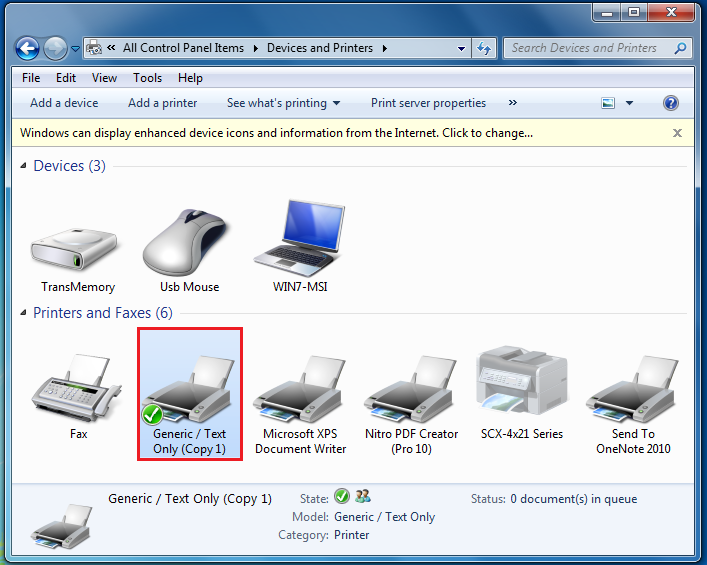 « All Control Panel Items Devices and Printers Search Devices and Printers
File Edit View Tools Help
Add a device Add a printer See what's printing Print server properties »
Windows can display enhanced device icons and information from the Internet. Click to change...
Devices (3)
TransMemory Usb Mouse WIN7-MSI
Printers and Faxes (6)
Fax Generic / Text Microsoft XPS Nitro PDF Creator SCX-4x21 Series Send To
Only (Copy 1) Document Writer (Pro 10) OneNote 2010
Generic / Text Only (Copy 1) State: Status: 0 document(s) in queue
Model: Generic / Text Only
Category: Printer